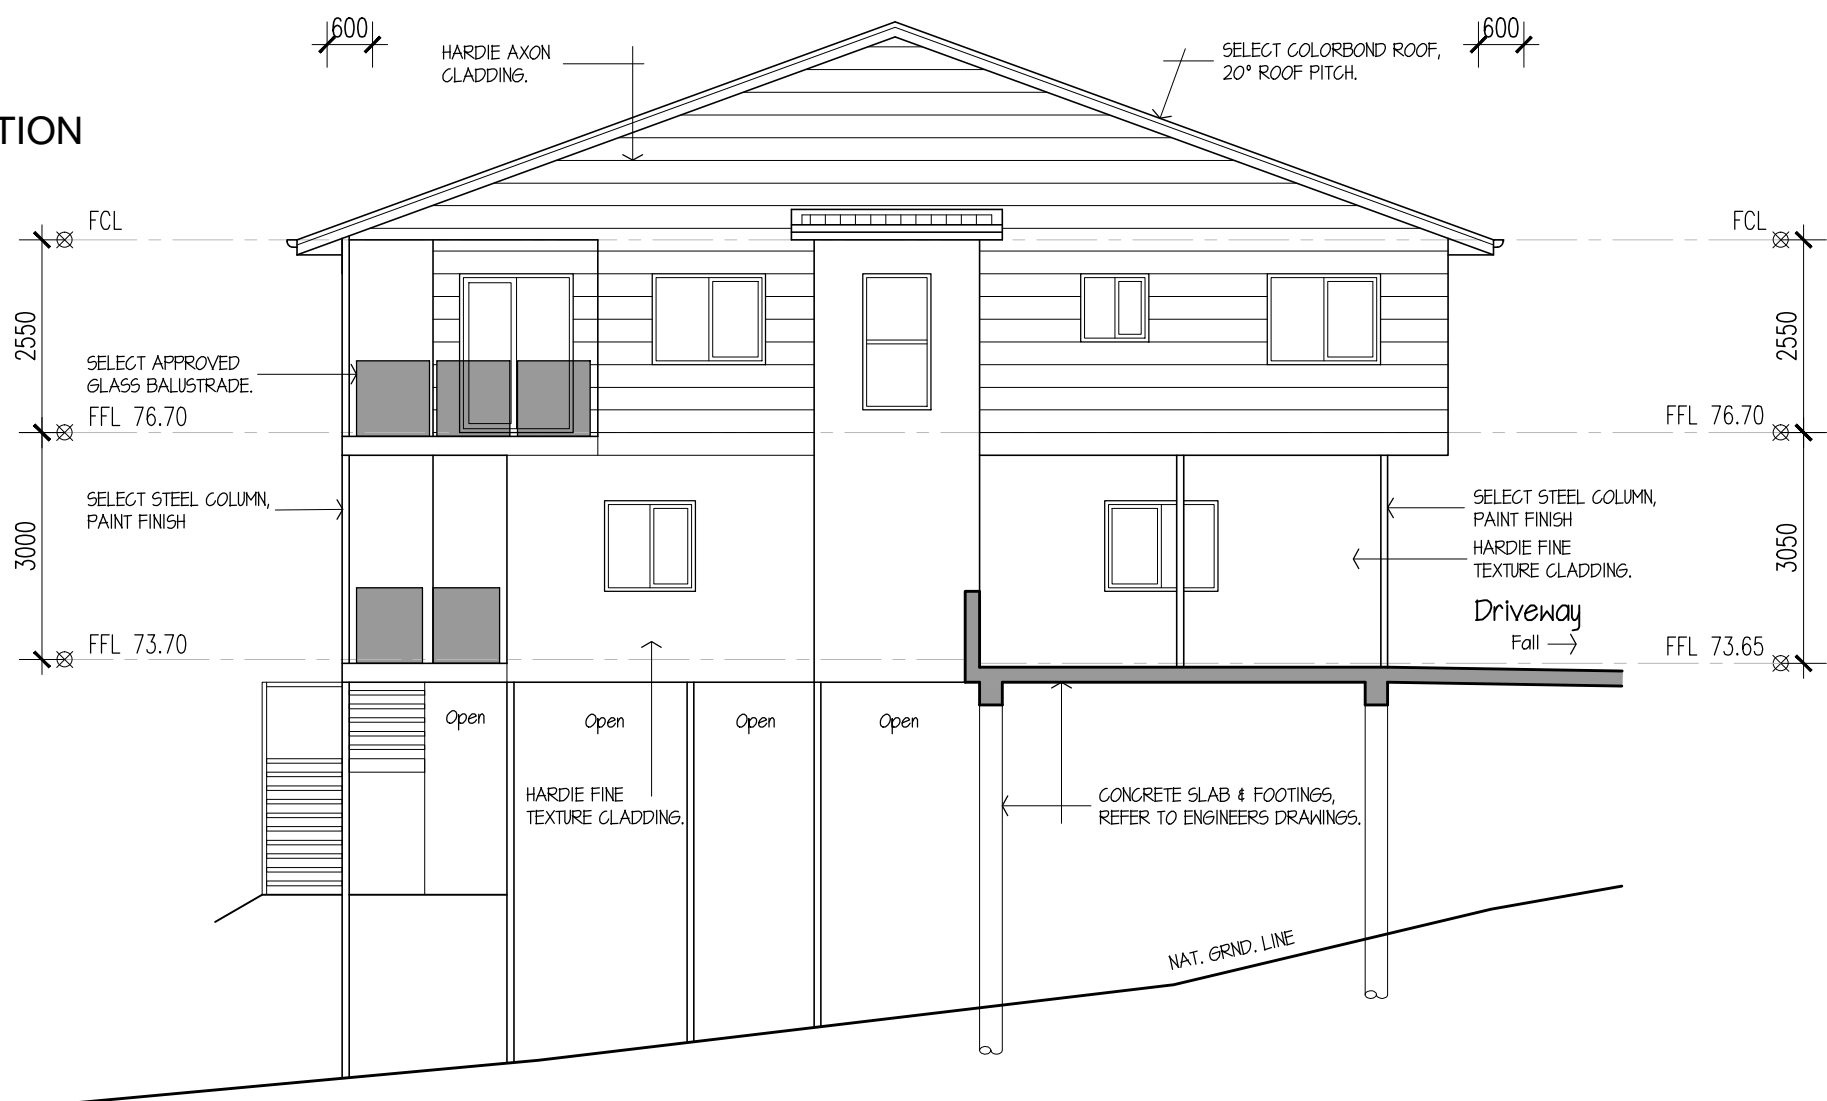 600
600
HARDIE AXON
CLADDING.
SELECT COLORBOND ROOF,
20° ROOF PITCH.
TION
FCL
FCL
2550
2550
SELECT APPROVED
GLASS BALUSTRADE.
FFL 76.70
FFL 76.70
SELECT STEEL COLUMN,
PAINT FINISH
SELECT STEEL COLUMN,
PAINT FINISH
3000
3050
HARDIE FINE
TEXTURE CLADDING.
Driveway
Fall
FFL 73.70
FFL 73.65
Open
Open
Open
Open
HARDIE FINE
TEXTURE CLADDING.
CONCRETE SLAB & FOOTINGS,
REFER TO ENGINEERS DRAWINGS.
NAT. GRND. LINE